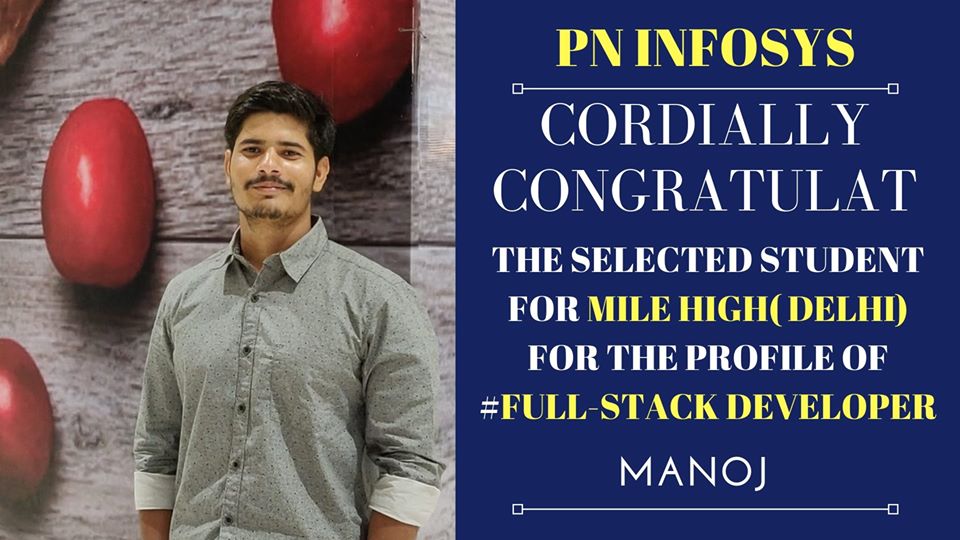 PN INFOSYS
CORDIALLY
CONGRATULAT
THE SELECTED STUDENT
FOR MILE HIGH( DELHI)
FOR THE PROFILE OF
#FULL-STACK DEVELOPER
MANOJ